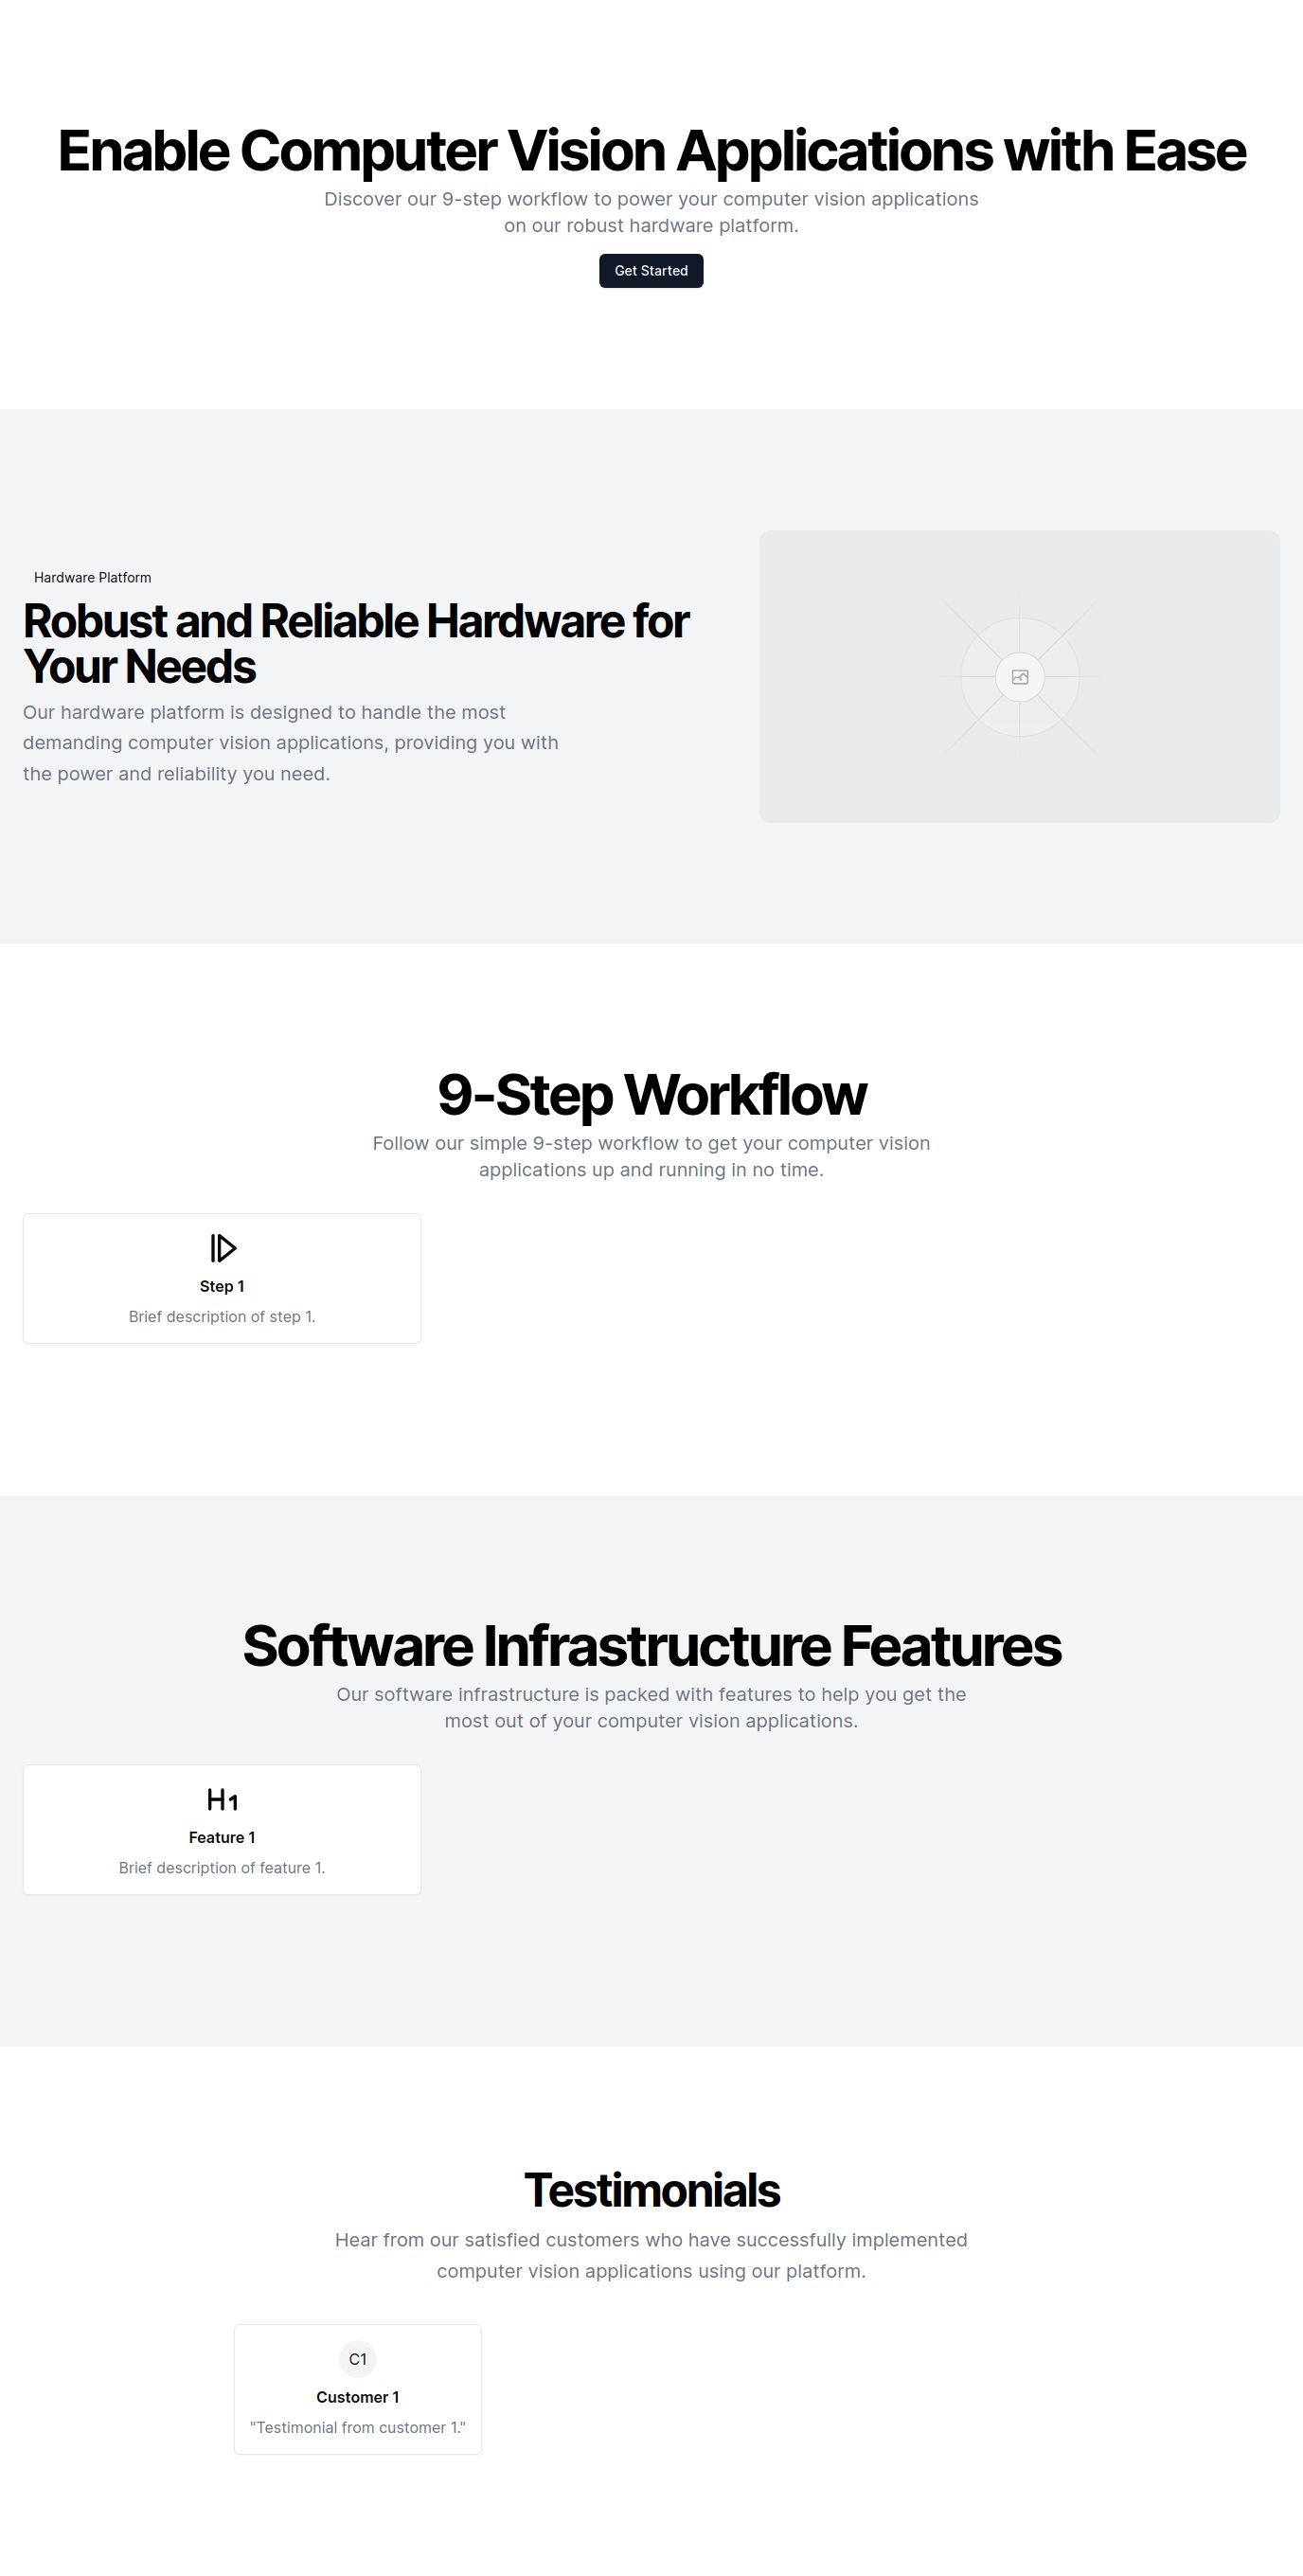 Enable Computer Vision Applications with Ease
Discover our 9-step workflow to power your computer vision applications
on our robust hardware platform.
Get Started
Hardware Platform
Robust and Reliable Hardware for
Your Needs
Our hardware platform is designed to handle the most
demanding computer vision applications, providing you with
the power and reliability you need.
9-Step Workflow
Follow our simple 9-step workflow to get your computer vision
applications up and running in no time.
Step 1
Brief description of step 1.
Software Infrastructure Features
Our software infrastructure is packed with features to help you get the
most out of your computer vision applications.
H1
Feature 1
Brief description of feature 1.
Testimonials
Hear from our satisfied customers who have successfully implemented
computer vision applications using our platform.
C1
Customer 1
"Testimonial from customer 1."